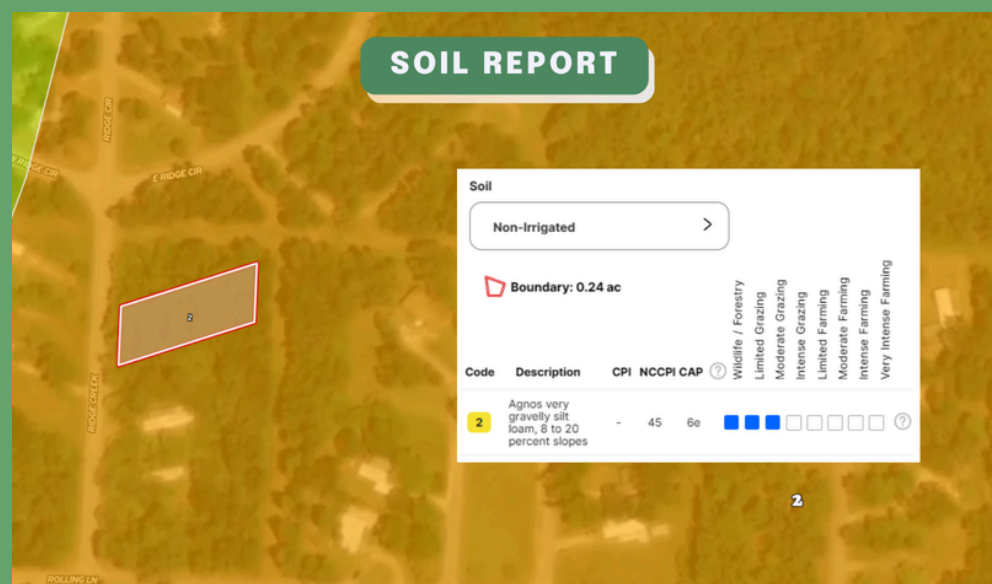 SOIL REPORT
RIDGE CIR
RIDGE CIR
E RIDGE CIR
Soil
Non-Irrigated
Boundary: 0.24 ac
Wildlife / Forestry
Limited Grazing
Moderate Grazing
Intense Grazing
Limited Farming
Moderate Farming
Intense Farming
Very Intense Farming
Code Description CPI NCCPI CAP ?
2 Agnos very
gravelly silt
loam, 8 to 20
percent slopes
- 45 6e ?
2
RIDGE CREEK
2
ROLLING LN